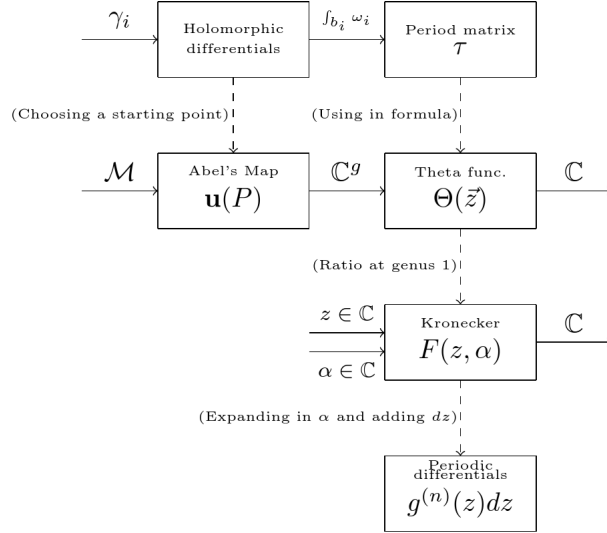 γ_i
Holomorphic
differentials
∫_{b_i} ω_i
Period matrix
τ
(Choosing a starting point)
(Using in formula)
ℳ
Abel's Map
𝐮(P)
ℂ^g
Theta func.
Θ(z⃗)
ℂ
(Ratio at genus 1)
z ∈ ℂ
α ∈ ℂ
Kronecker
F(z, α)
ℂ
(Expanding in α and adding dz)
Periodic
differentials
g^{(n)}(z)dz